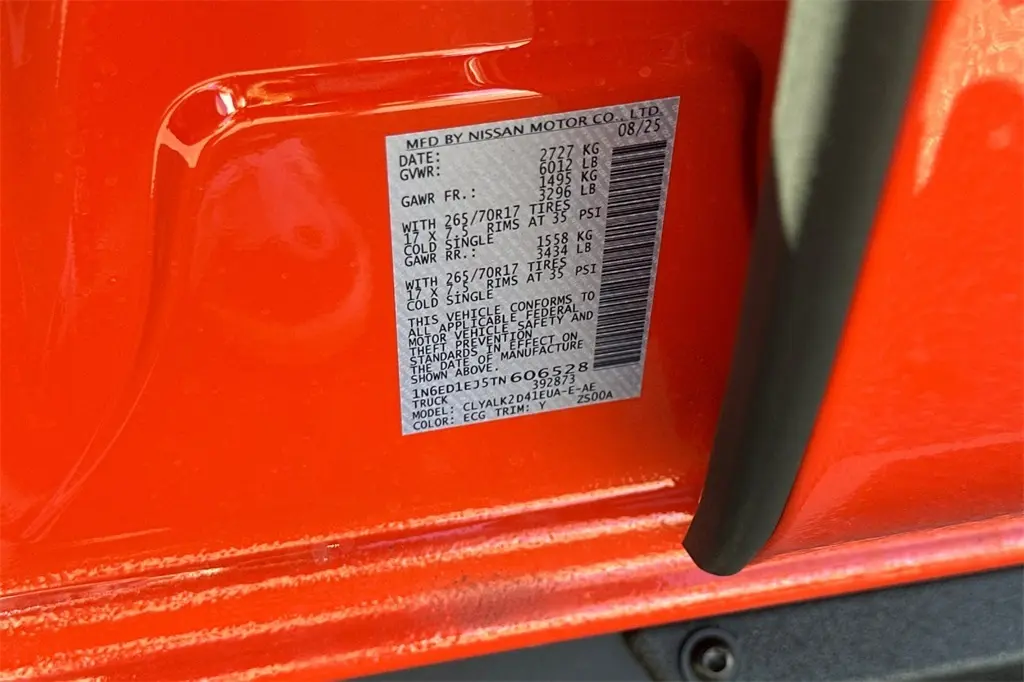 MFD BY NISSAN MOTOR CO., LTD.
DATE: 08/25
GVWR: 2727 KG
6012 LB
GAWR FR.: 1495 KG
3296 LB
WITH 265/70R17 TIRES
17 X 7.5 RIMS AT 35 PSI
COLD SINGLE
GAWR RR.: 1558 KG
3434 LB
WITH 265/70R17 TIRES
17 X 7.5 RIMS AT 35 PSI
COLD SINGLE
THIS VEHICLE CONFORMS TO
ALL APPLICABLE FEDERAL
MOTOR VEHICLE SAFETY AND
THEFT PREVENTION
STANDARDS IN EFFECT ON
THE DATE OF MANUFACTURE
SHOWN ABOVE.
1N6ED1EJ5TN606528
TRUCK 392873
MODEL: CLYALK2D41EUA-E-AE
COLOR: ECG TRIM: Y ZS00A